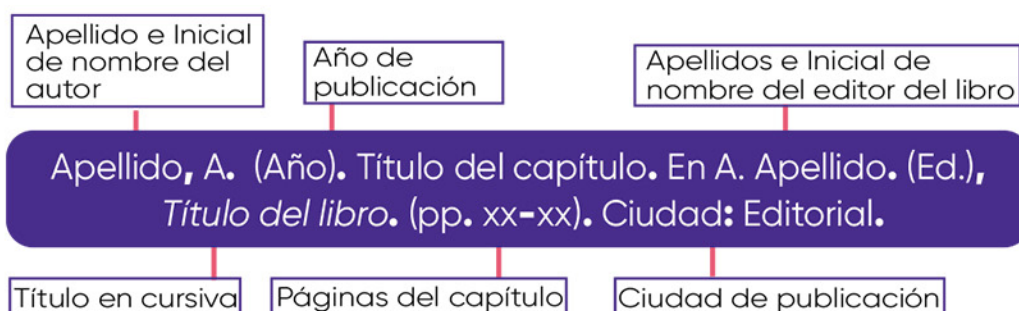 Apellido e Inicial
de nombre del
autor
Año de
publicación
Apellidos e Inicial de
nombre del editor del libro
Apellido, A. (Año). Título del capítulo. En A. Apellido. (Ed.),
Título del libro. (pp. xx-xx). Ciudad: Editorial.
Título en cursiva
Páginas del capítulo
Ciudad de publicación